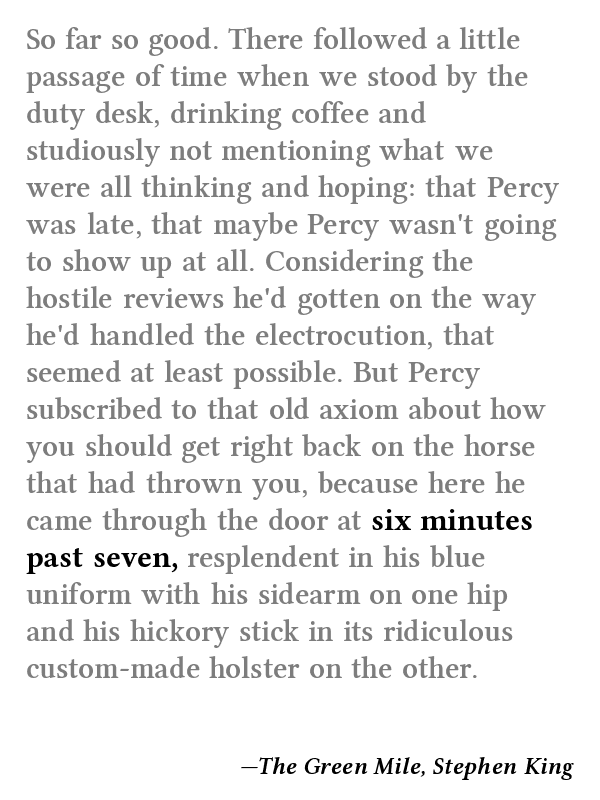 So far so good. There followed a little
passage of time when we stood by the
duty desk, drinking coffee and
studiously not mentioning what we
were all thinking and hoping: that Percy
was late, that maybe Percy wasn't going
to show up at all. Considering the
hostile reviews he'd gotten on the way
he'd handled the electrocution, that
seemed at least possible. But Percy
subscribed to that old axiom about how
you should get right back on the horse
that had thrown you, because here he
came through the door at six minutes
past seven, resplendent in his blue
uniform with his sidearm on one hip
and his hickory stick in its ridiculous
custom-made holster on the other.
—The Green Mile, Stephen King